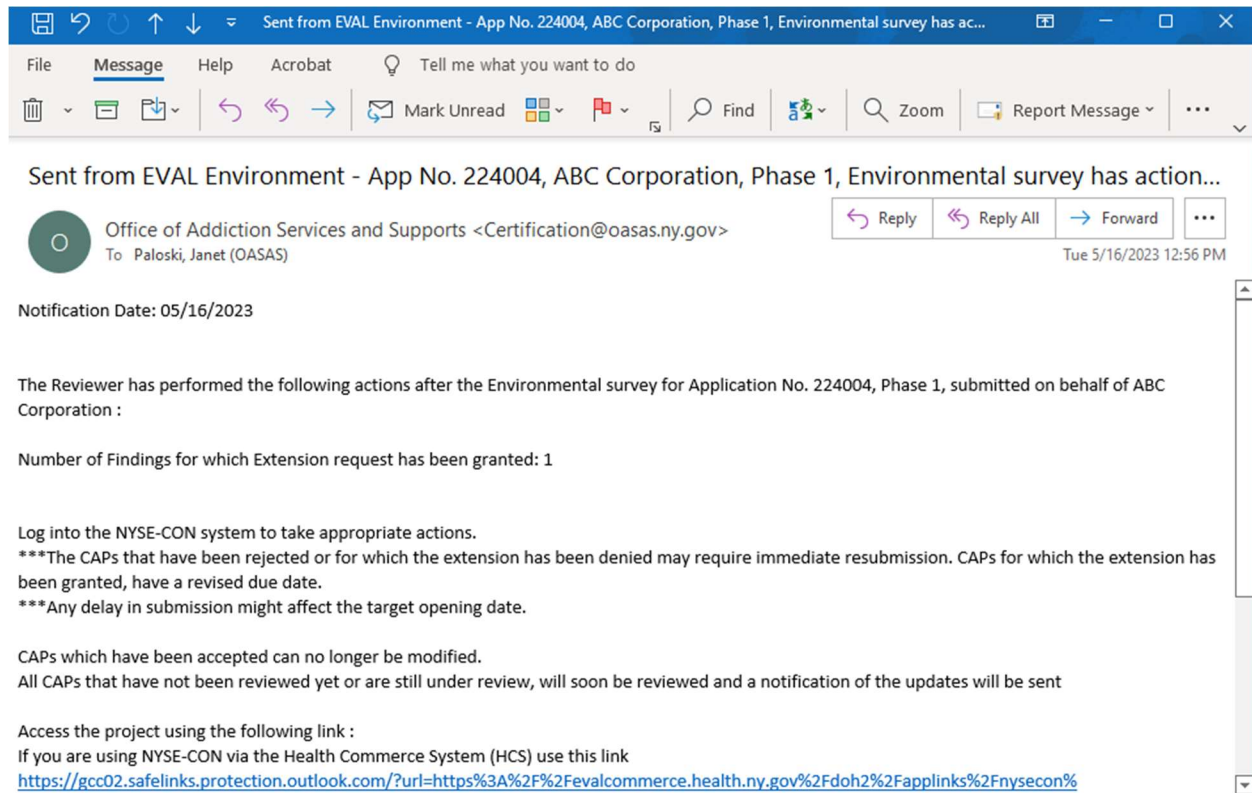 Sent from EVAL Environment - App No. 224004, ABC Corporation, Phase 1, Environmental survey has ac...
File Message Help Acrobat Tell me what you want to do
Mark Unread Find Zoom Report Message
Sent from EVAL Environment - App No. 224004, ABC Corporation, Phase 1, Environmental survey has action...
O
Office of Addiction Services and Supports <Certification@oasas.ny.gov>
To Paloski, Janet (OASAS)
Reply Reply All Forward
Tue 5/16/2023 12:56 PM
Notification Date: 05/16/2023
The Reviewer has performed the following actions after the Environmental survey for Application No. 224004, Phase 1, submitted on behalf of ABC
Corporation :
Number of Findings for which Extension request has been granted: 1
Log into the NYSE-CON system to take appropriate actions.
***The CAPs that have been rejected or for which the extension has been denied may require immediate resubmission. CAPs for which the extension has
been granted, have a revised due date.
***Any delay in submission might affect the target opening date.
CAPs which have been accepted can no longer be modified.
All CAPs that have not been reviewed yet or are still under review, will soon be reviewed and a notification of the updates will be sent
Access the project using the following link :
If you are using NYSE-CON via the Health Commerce System (HCS) use this link
https://gcc02.safelinks.protection.outlook.com/?url=https%3A%2F%2Fevalcommerce.health.ny.gov%2Fdoh2%2Fapplinks%2Fnysecon%